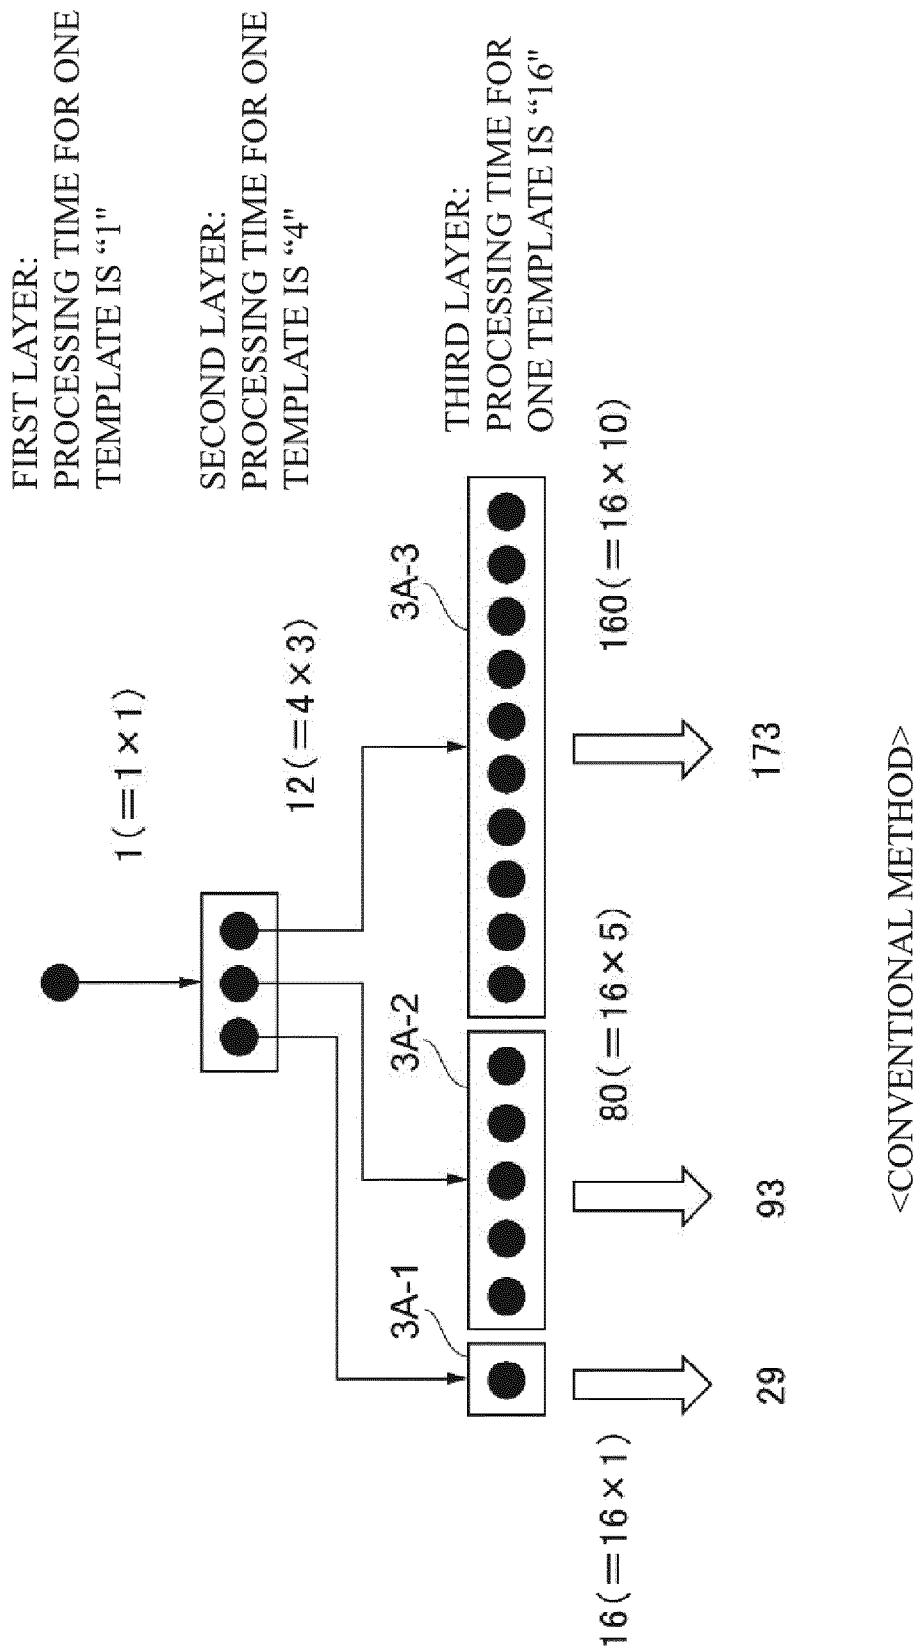 FIRST LAYER:
PROCESSING TIME FOR ONE
TEMPLATE IS “1"
1(=1×1)
SECOND LAYER:
PROCESSING TIME FOR ONE
TEMPLATE IS “4"
12(=4×3)
THIRD LAYER:
PROCESSING TIME FOR
ONE TEMPLATE IS “16"
3A-1
3A-2
3A-3
16(=16×1)
80(=16×5)
160(=16×10)
29
93
173
<CONVENTIONAL METHOD>